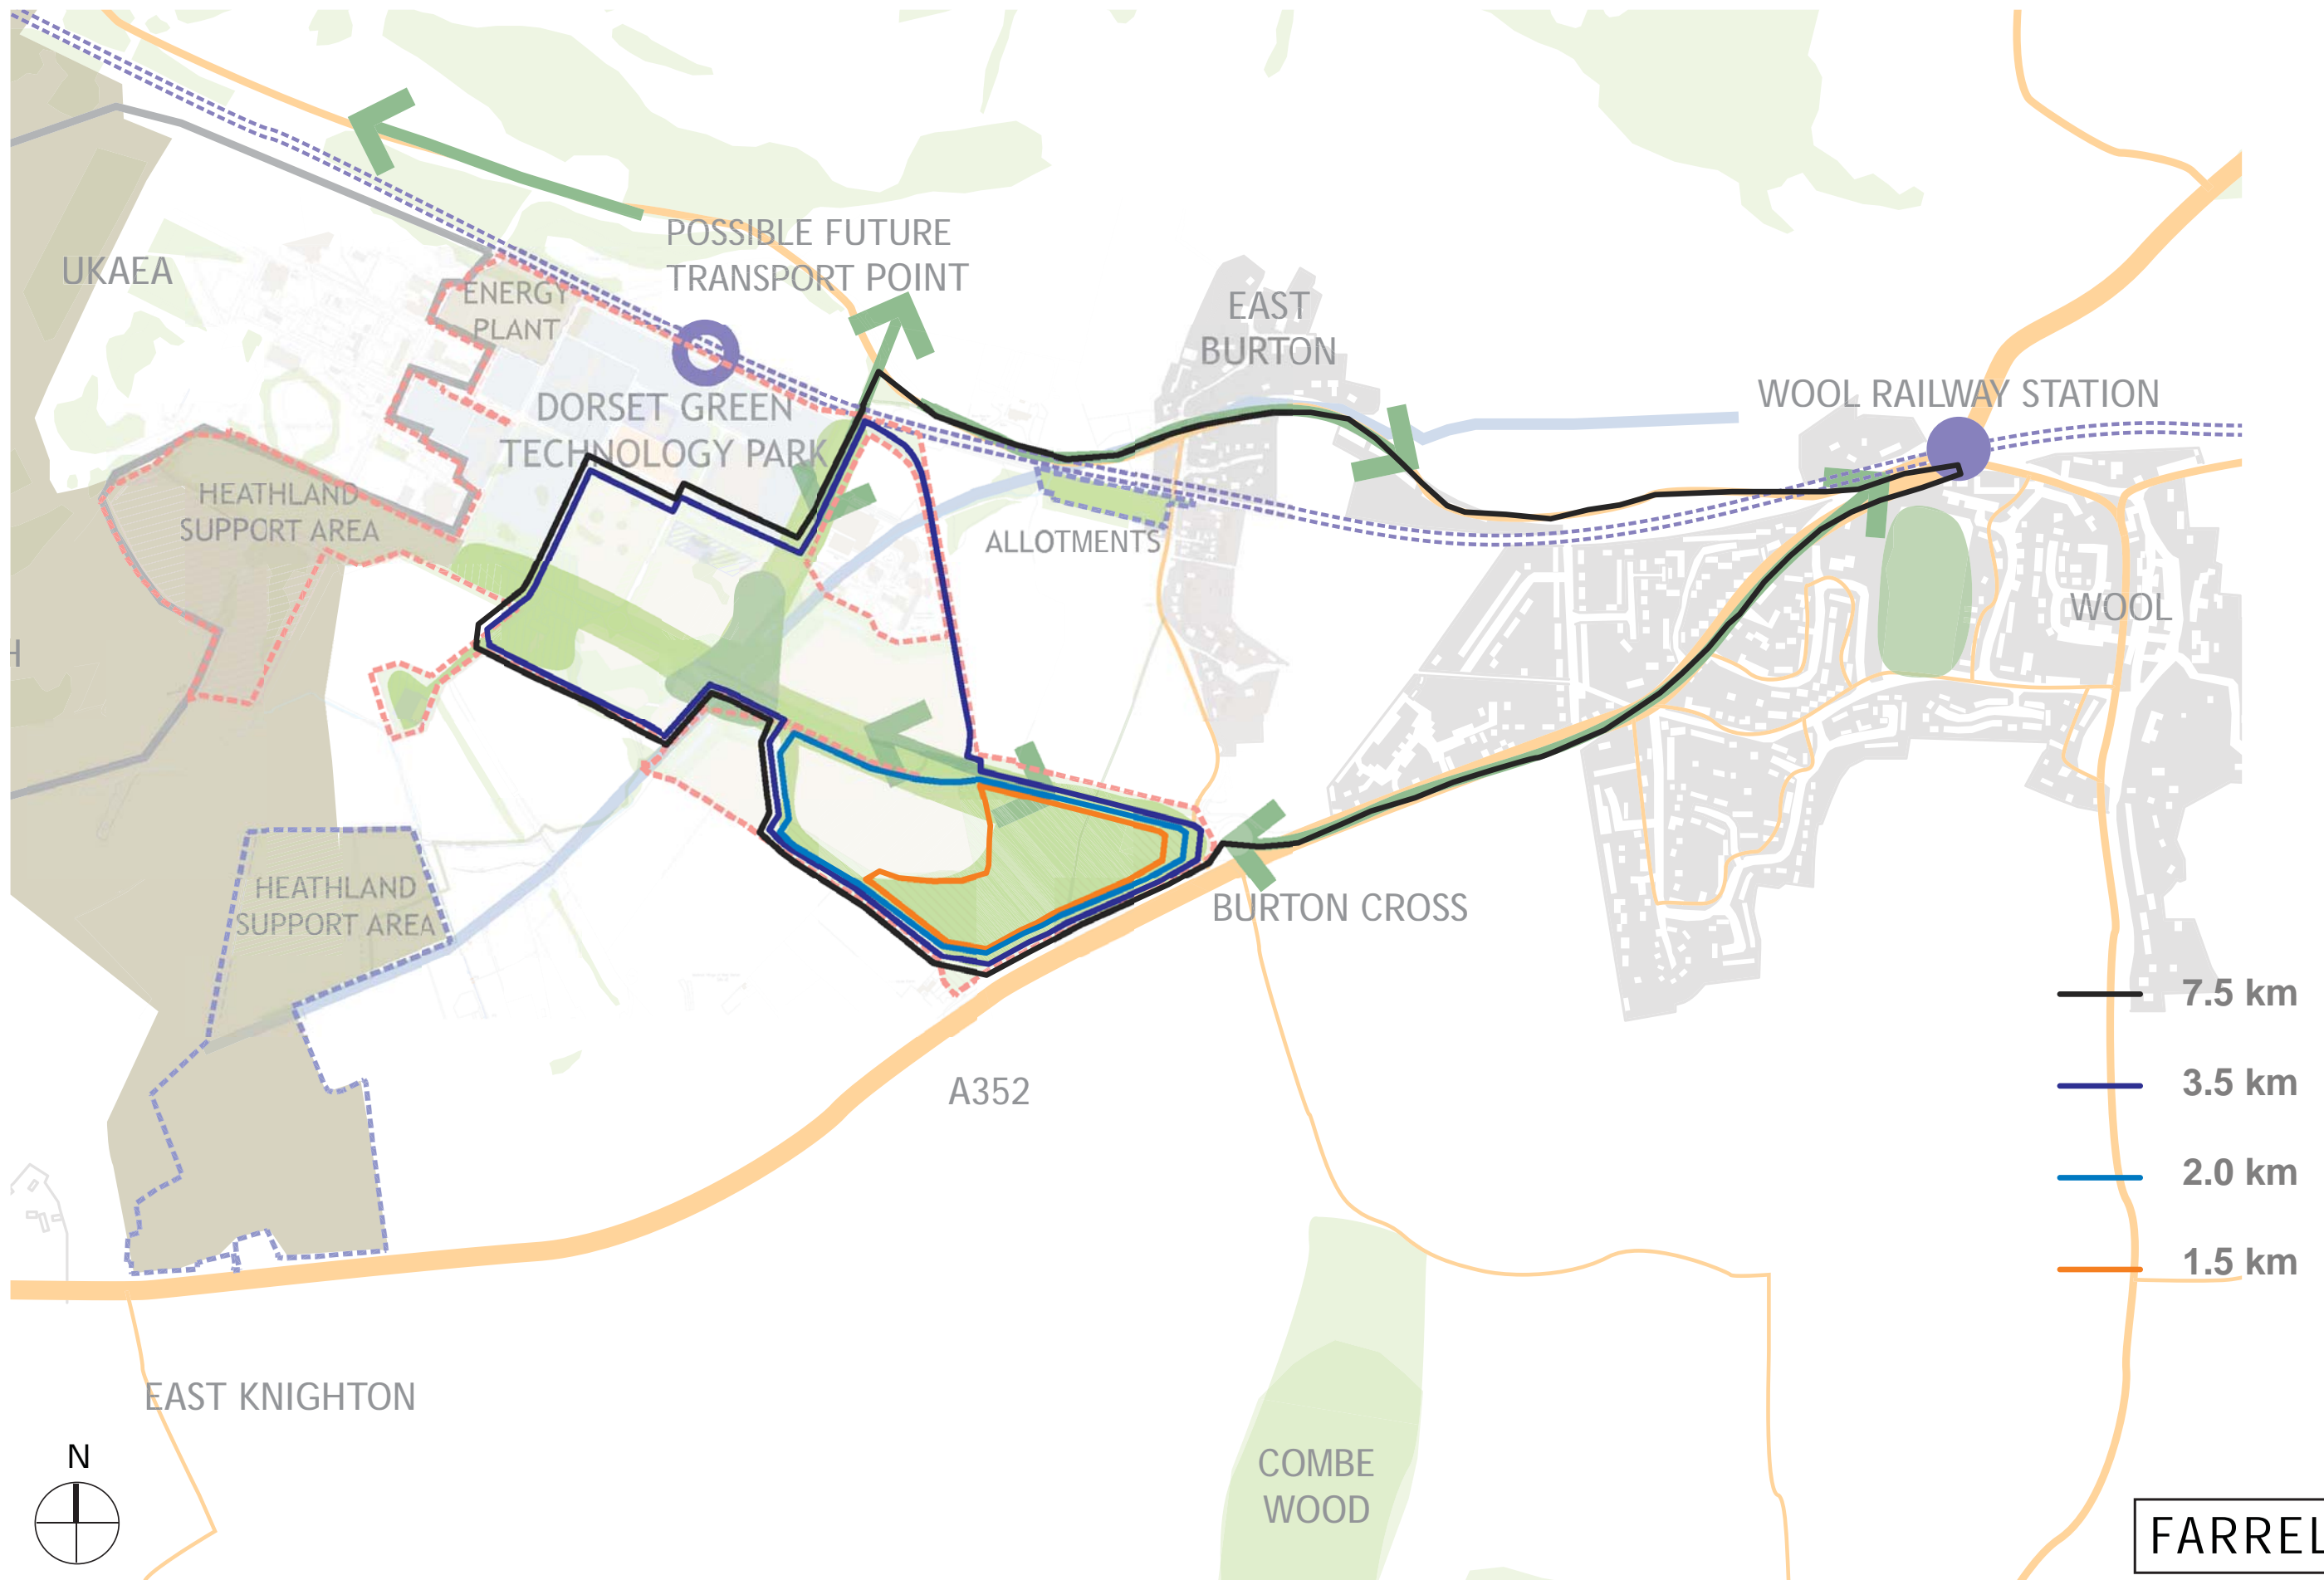 POSSIBLE FUTURE
TRANSPORT POINT
UKAEA
ENERGY
PLANT
EAST
BURTON
WOOL RAILWAY STATION
DORSET GREEN
TECHNOLOGY PARK
HEATHLAND
SUPPORT AREA
ALLOTMENTS
WOOL
H
HEATHLAND
SUPPORT AREA
BURTON CROSS
7.5 km
A352
3.5 km
2.0 km
1.5 km
EAST KNIGHTON
N
COMBE
WOOD
FARREL